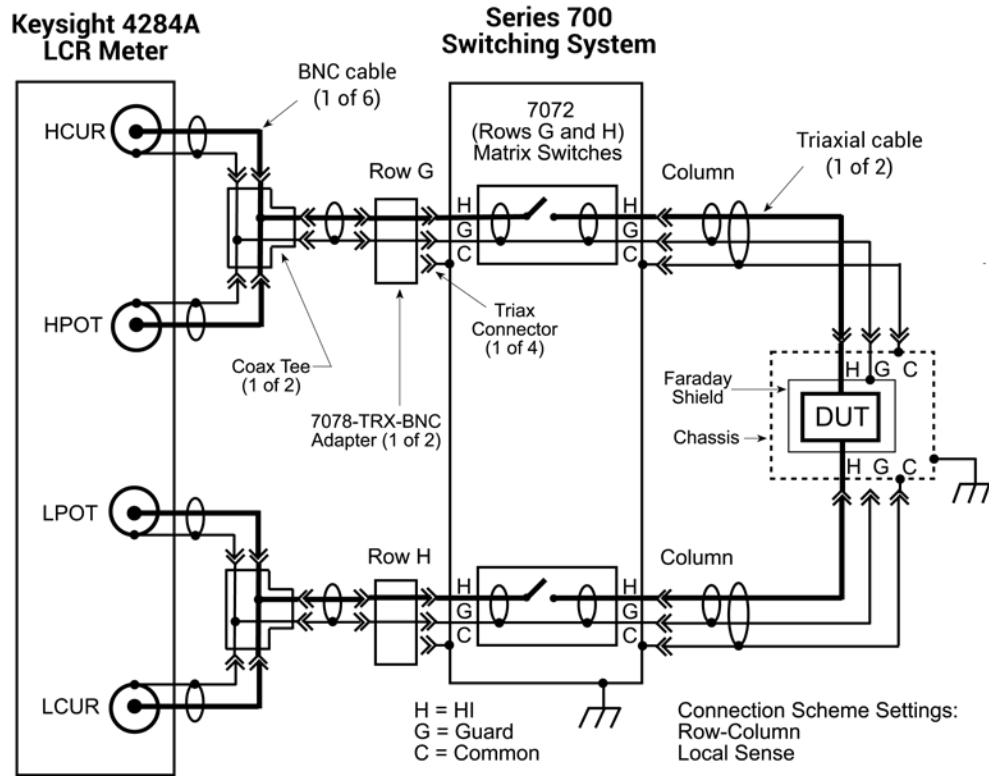 Keysight 4284A
LCR Meter
Series 700
Switching System
BNC cable
(1 of 6)
HCUR
7072
(Rows G and H)
Matrix Switches
Triaxial cable
(1 of 2)
Row G
Column
H
G
C
H
G
C
HPOT
Triax
Connector
(1 of 4)
Coax Tee
(1 of 2)
7078-TRX-BNC
Adapter (1 of 2)
H G C
Faraday
Shield
DUT
Chassis
H G C
LPOT
Row H
Column
H
G
C
H
G
C
LCUR
H = HI
G = Guard
C = Common
Connection Scheme Settings:
Row-Column
Local Sense